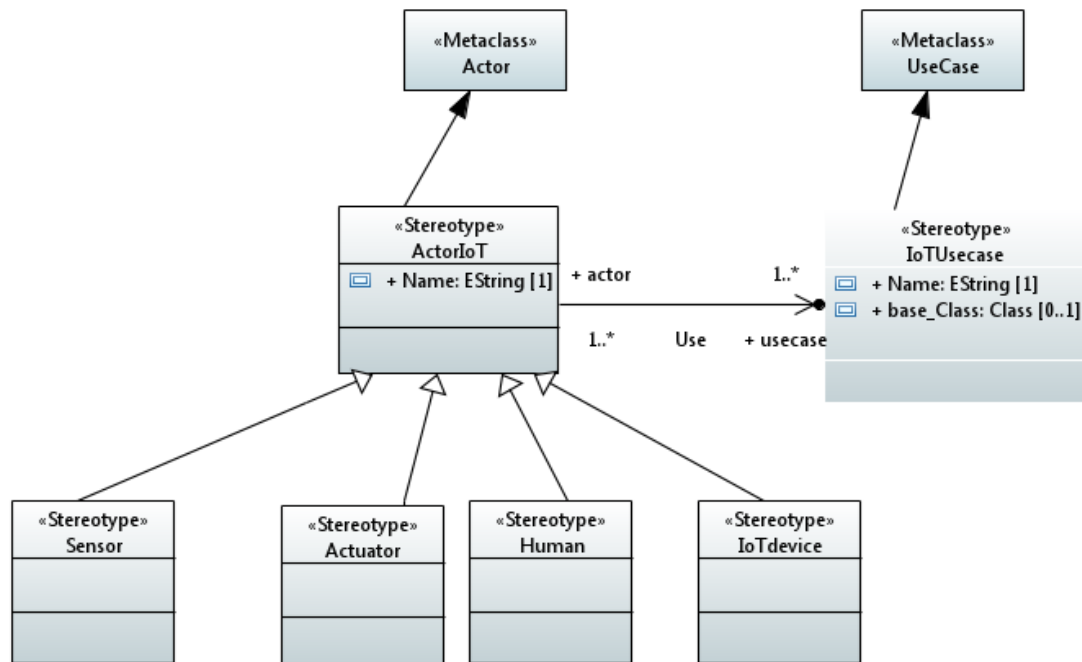 «Metaclass»
Actor
«Metaclass»
UseCase
«Stereotype»
ActorIoT
+ Name: EString [1]
+ actor
1..*
1..*
Use
+ usecase
«Stereotype»
IoTUsecase
+ Name: EString [1]
+ base_Class: Class [0..1]
«Stereotype»
Sensor
«Stereotype»
Actuator
«Stereotype»
Human
«Stereotype»
IoTdevice